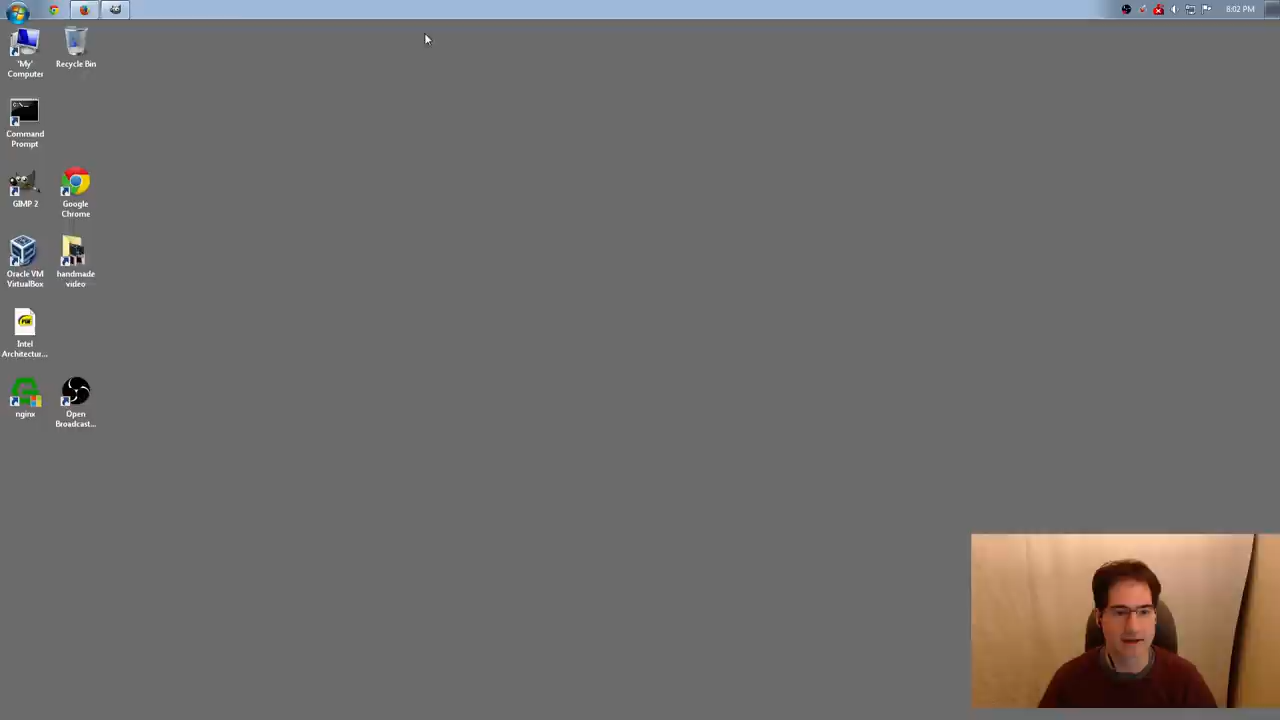 8:02 PM
'My'
Computer
Recycle Bin
Command
Prompt
GIMP 2
Google
Chrome
Oracle VM
VirtualBox
handmade
video
Intel
Architectur...
nginx
Open
Broadcast...